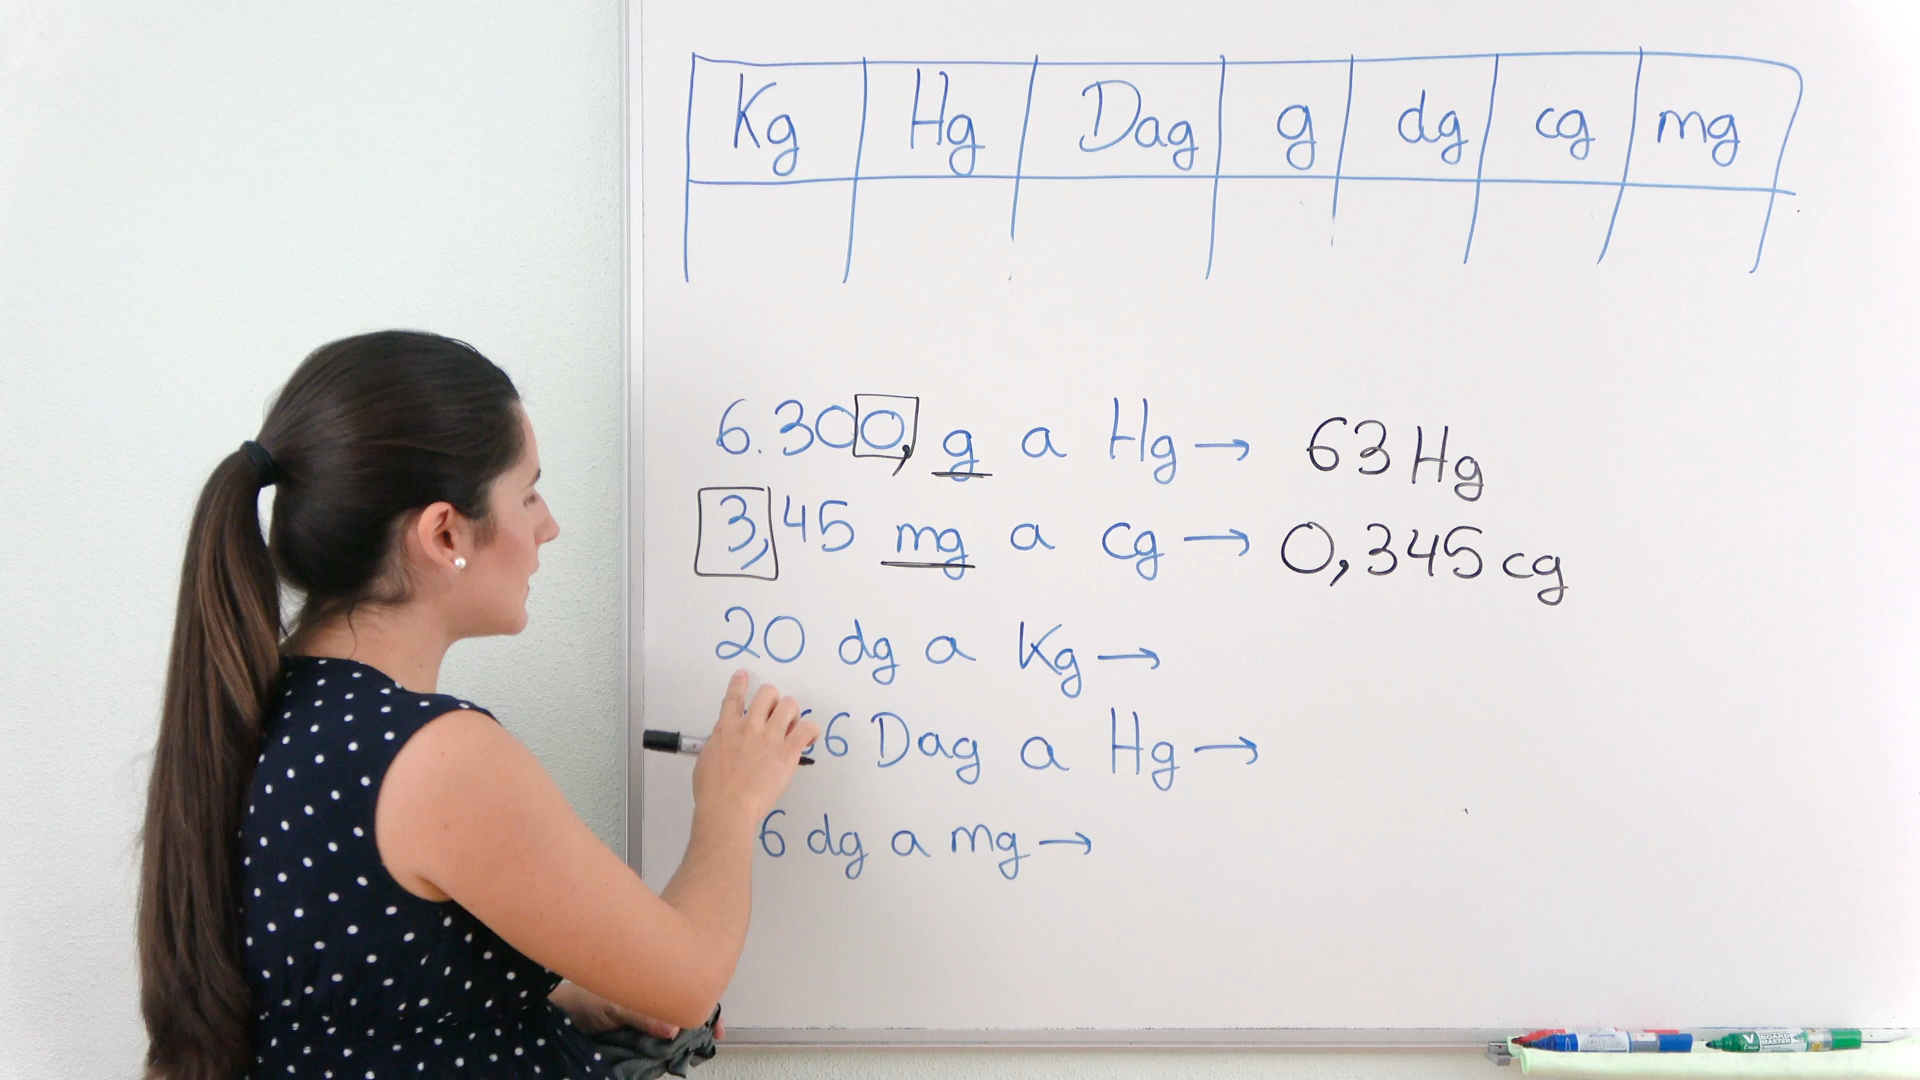 Kg Hg Dag g dg cg mg
6.300, g a Hg → 63 Hg
3,45 mg a cg → 0,345 cg
20 dg a Kg →
Dag a Hg →
6 dg a mg →